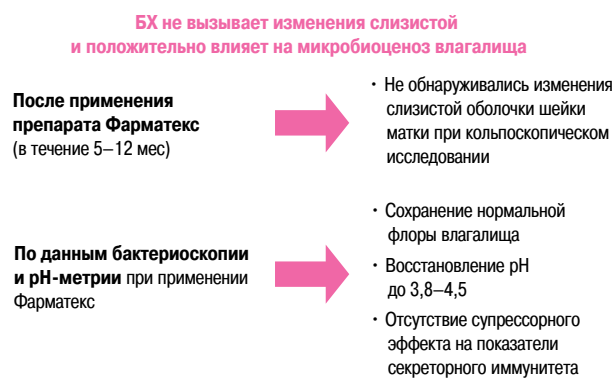 БХ не вызывает изменения слизистой
и положительно влияет на микробиоценоз влагалища
После применения
препарата Фарматекс
(в течение 5–12 мес)
· Не обнаруживались изменения
слизистой оболочки шейки
матки при кольпоскопическом
исследовании
По данным бактериоскопии
и pH-метрии при применении
Фарматекс
· Сохранение нормальной
флоры влагалища
· Восстановление pH
до 3,8–4,5
· Отсутствие супрессорного
эффекта на показатели
секреторного иммунитета